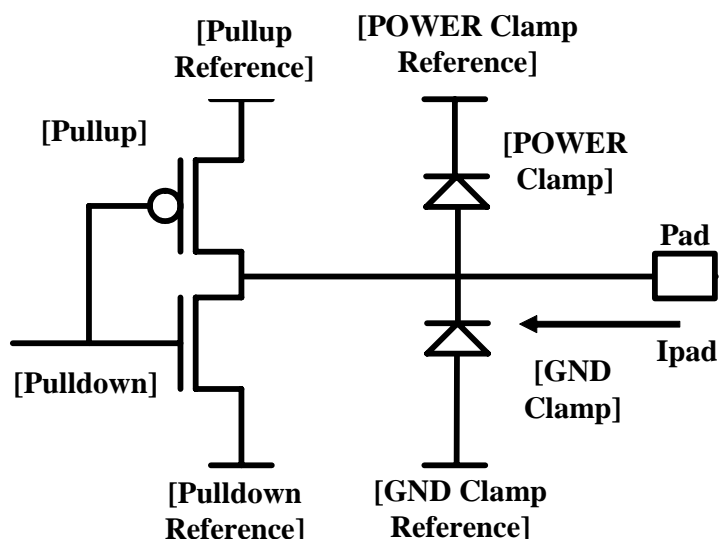 [Pullup
Reference]
[POWER Clamp
Reference]
[Pullup]
[POWER
Clamp]
Pad
Ipad
[Pulldown]
[GND
Clamp]
[Pulldown
Reference]
[GND Clamp
Reference]